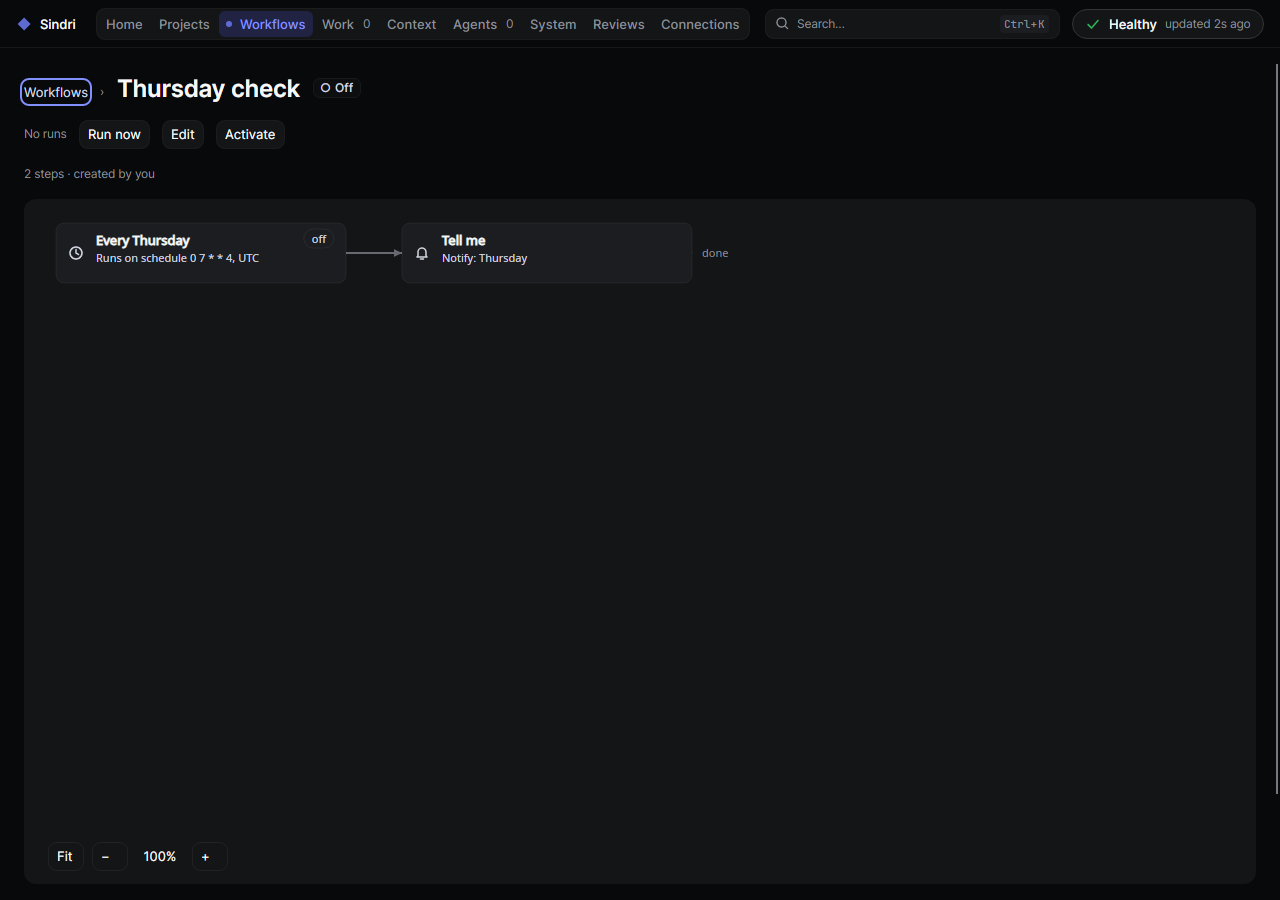 Sindri
Home Projects Workflows Work 0 Context Agents 0 System Reviews Connections
Search... Ctrl+K
Healthy updated 2s ago
Workflows › Thursday check Off
No runs Run now Edit Activate
2 steps · created by you
Every Thursday off
Runs on schedule 0 7 * * 4, UTC
Tell me
Notify: Thursday
done
Fit − 100% +